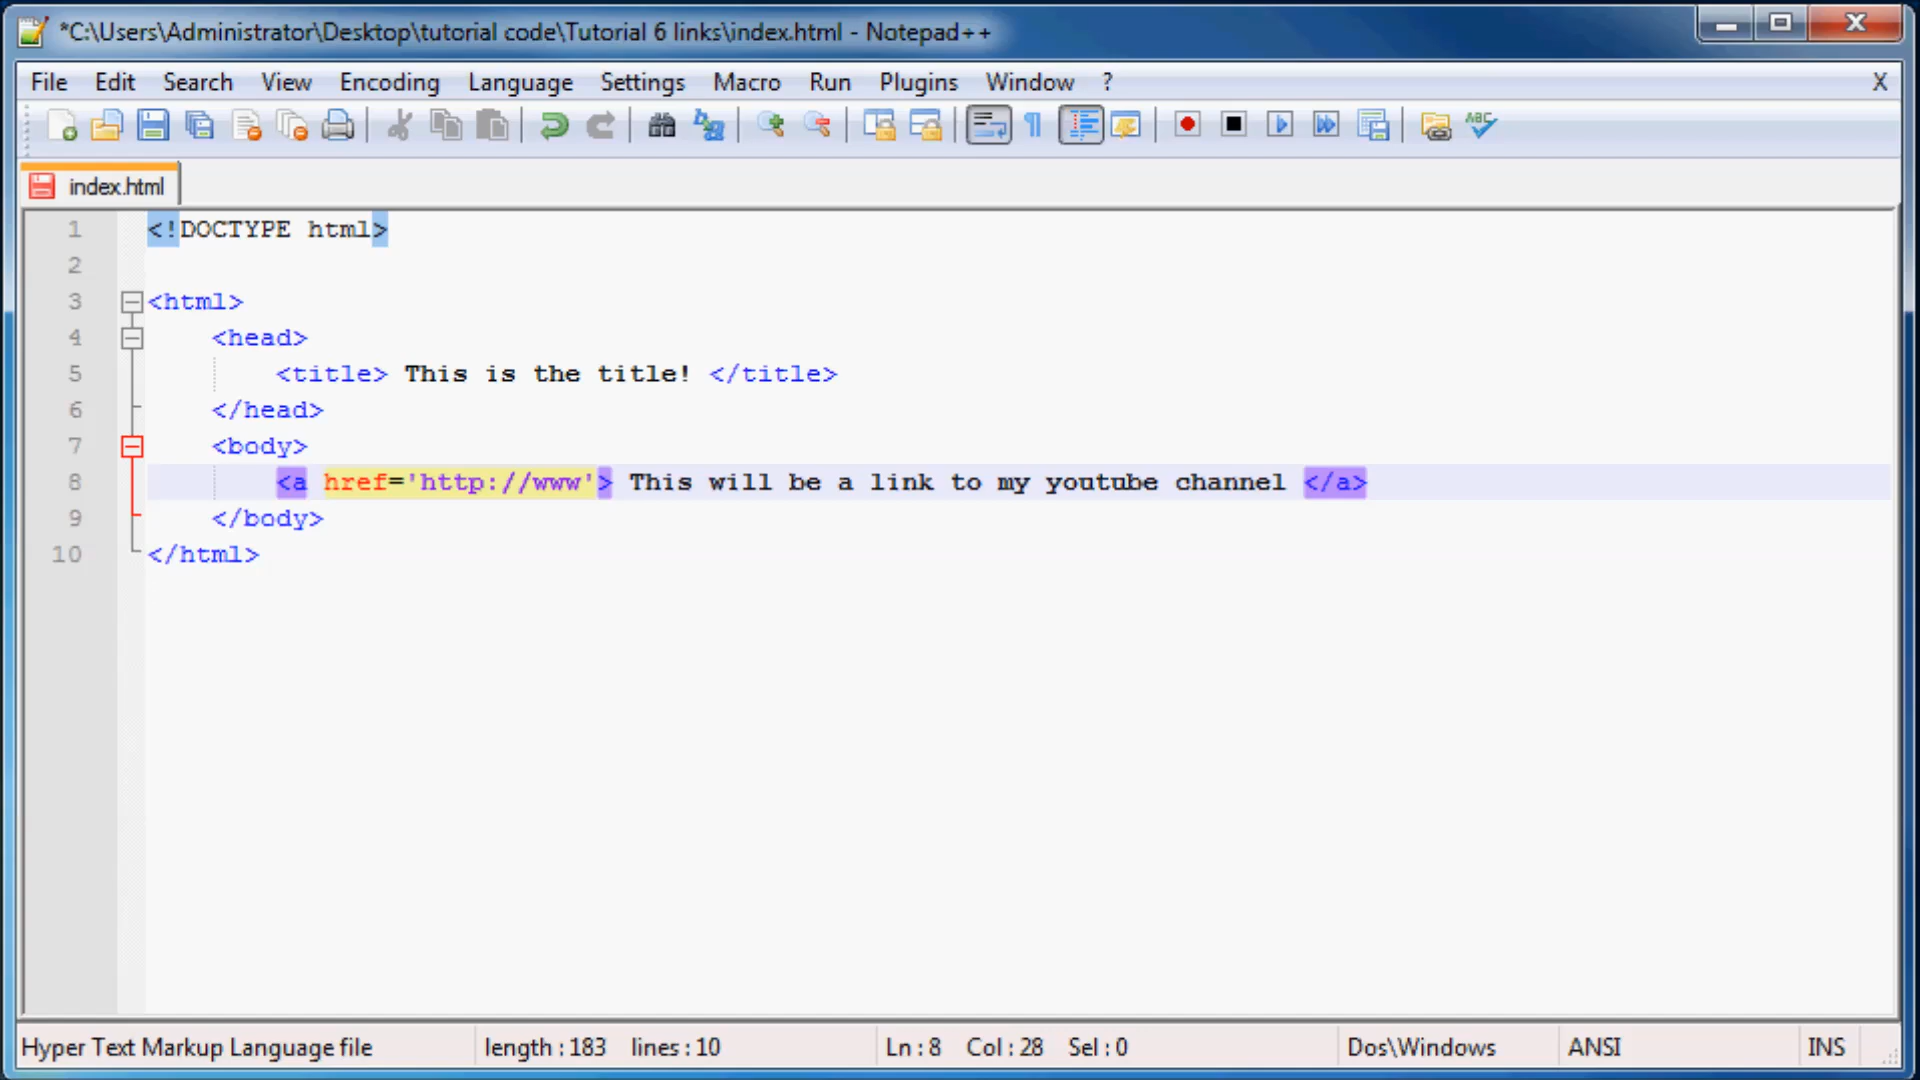 *C:\Users\Administrator\Desktop\tutorial code\Tutorial 6 links\index.html - Notepad++
File Edit Search View Encoding Language Settings Macro Run Plugins Window ? X
ABC
index.html
1 <!DOCTYPE html>
2
3 <html>
4 <head>
5 <title> This is the title! </title>
6 </head>
7 <body>
8 <a href='http://www'> This will be a link to my youtube channel </a>
9 </body>
10 </html>
Hyper Text Markup Language file length : 183 lines : 10 Ln : 8 Col : 28 Sel : 0 Dos\Windows ANSI INS